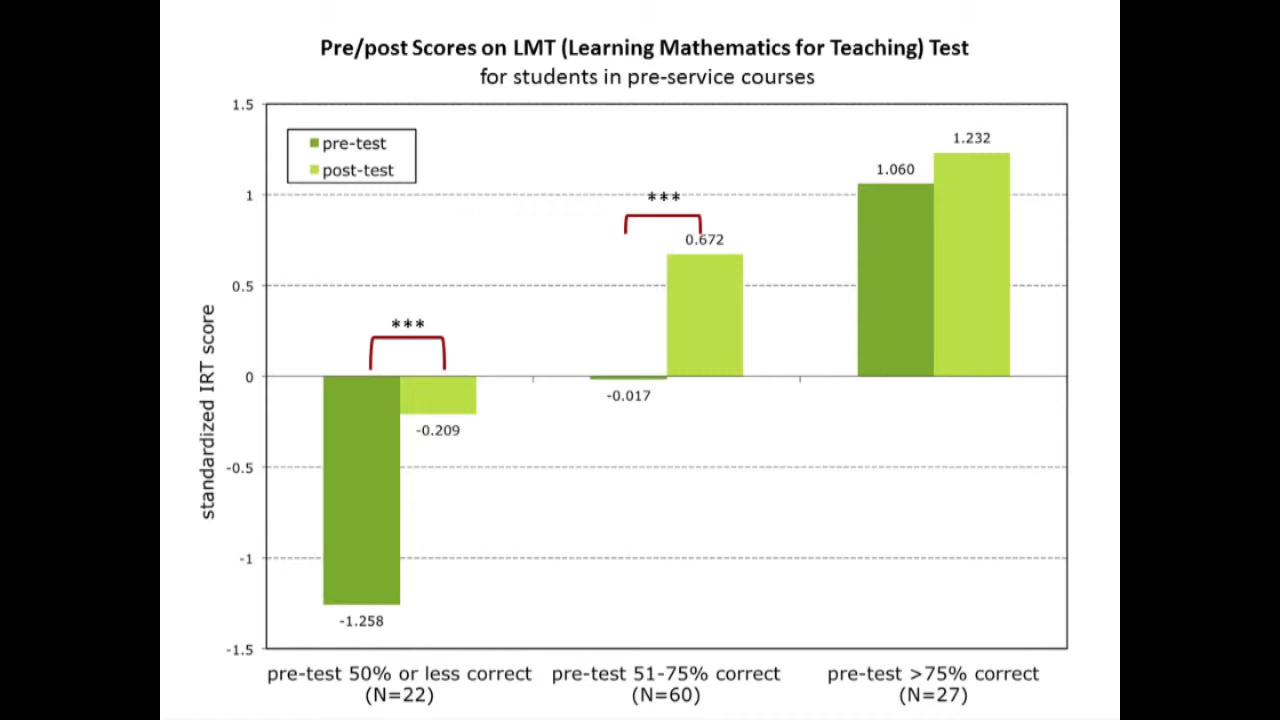 Pre/post Scores on LMT (Learning Mathematics for Teaching) Test
for students in pre-service courses
1.5
pre-test
post-test
1.232
1.060
1
***
0.672
0.5
***
standardized IRT score
0
-0.017
-0.209
-0.5
-1
-1.258
-1.5
pre-test 50% or less correct
(N=22)
pre-test 51-75% correct
(N=60)
pre-test >75% correct
(N=27)